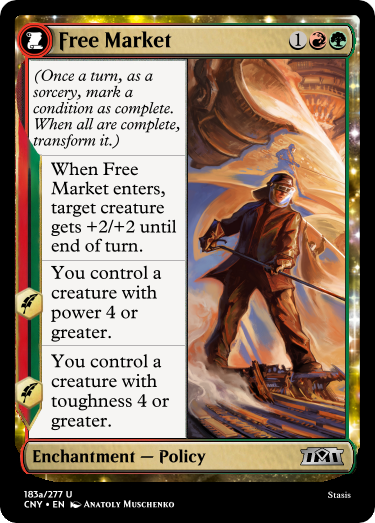 Free Market
1
(Once a turn, as a
sorcery, mark a
condition as complete.
When all are complete,
transform it.)
When Free
Market enters,
target creature
gets +2/+2 until
end of turn.
You control a
creature with
power 4 or
greater.
You control a
creature with
toughness 4 or
greater.
Enchantment — Policy
183a/277 U
Stasis
CNY • EN Anatoly Muschenko